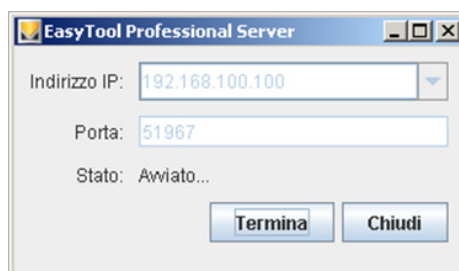 EasyTool Professional Server
Indirizzo IP: 192.168.100.100
Porta: 51967
Stato: Avviato...
Termina Chiudi